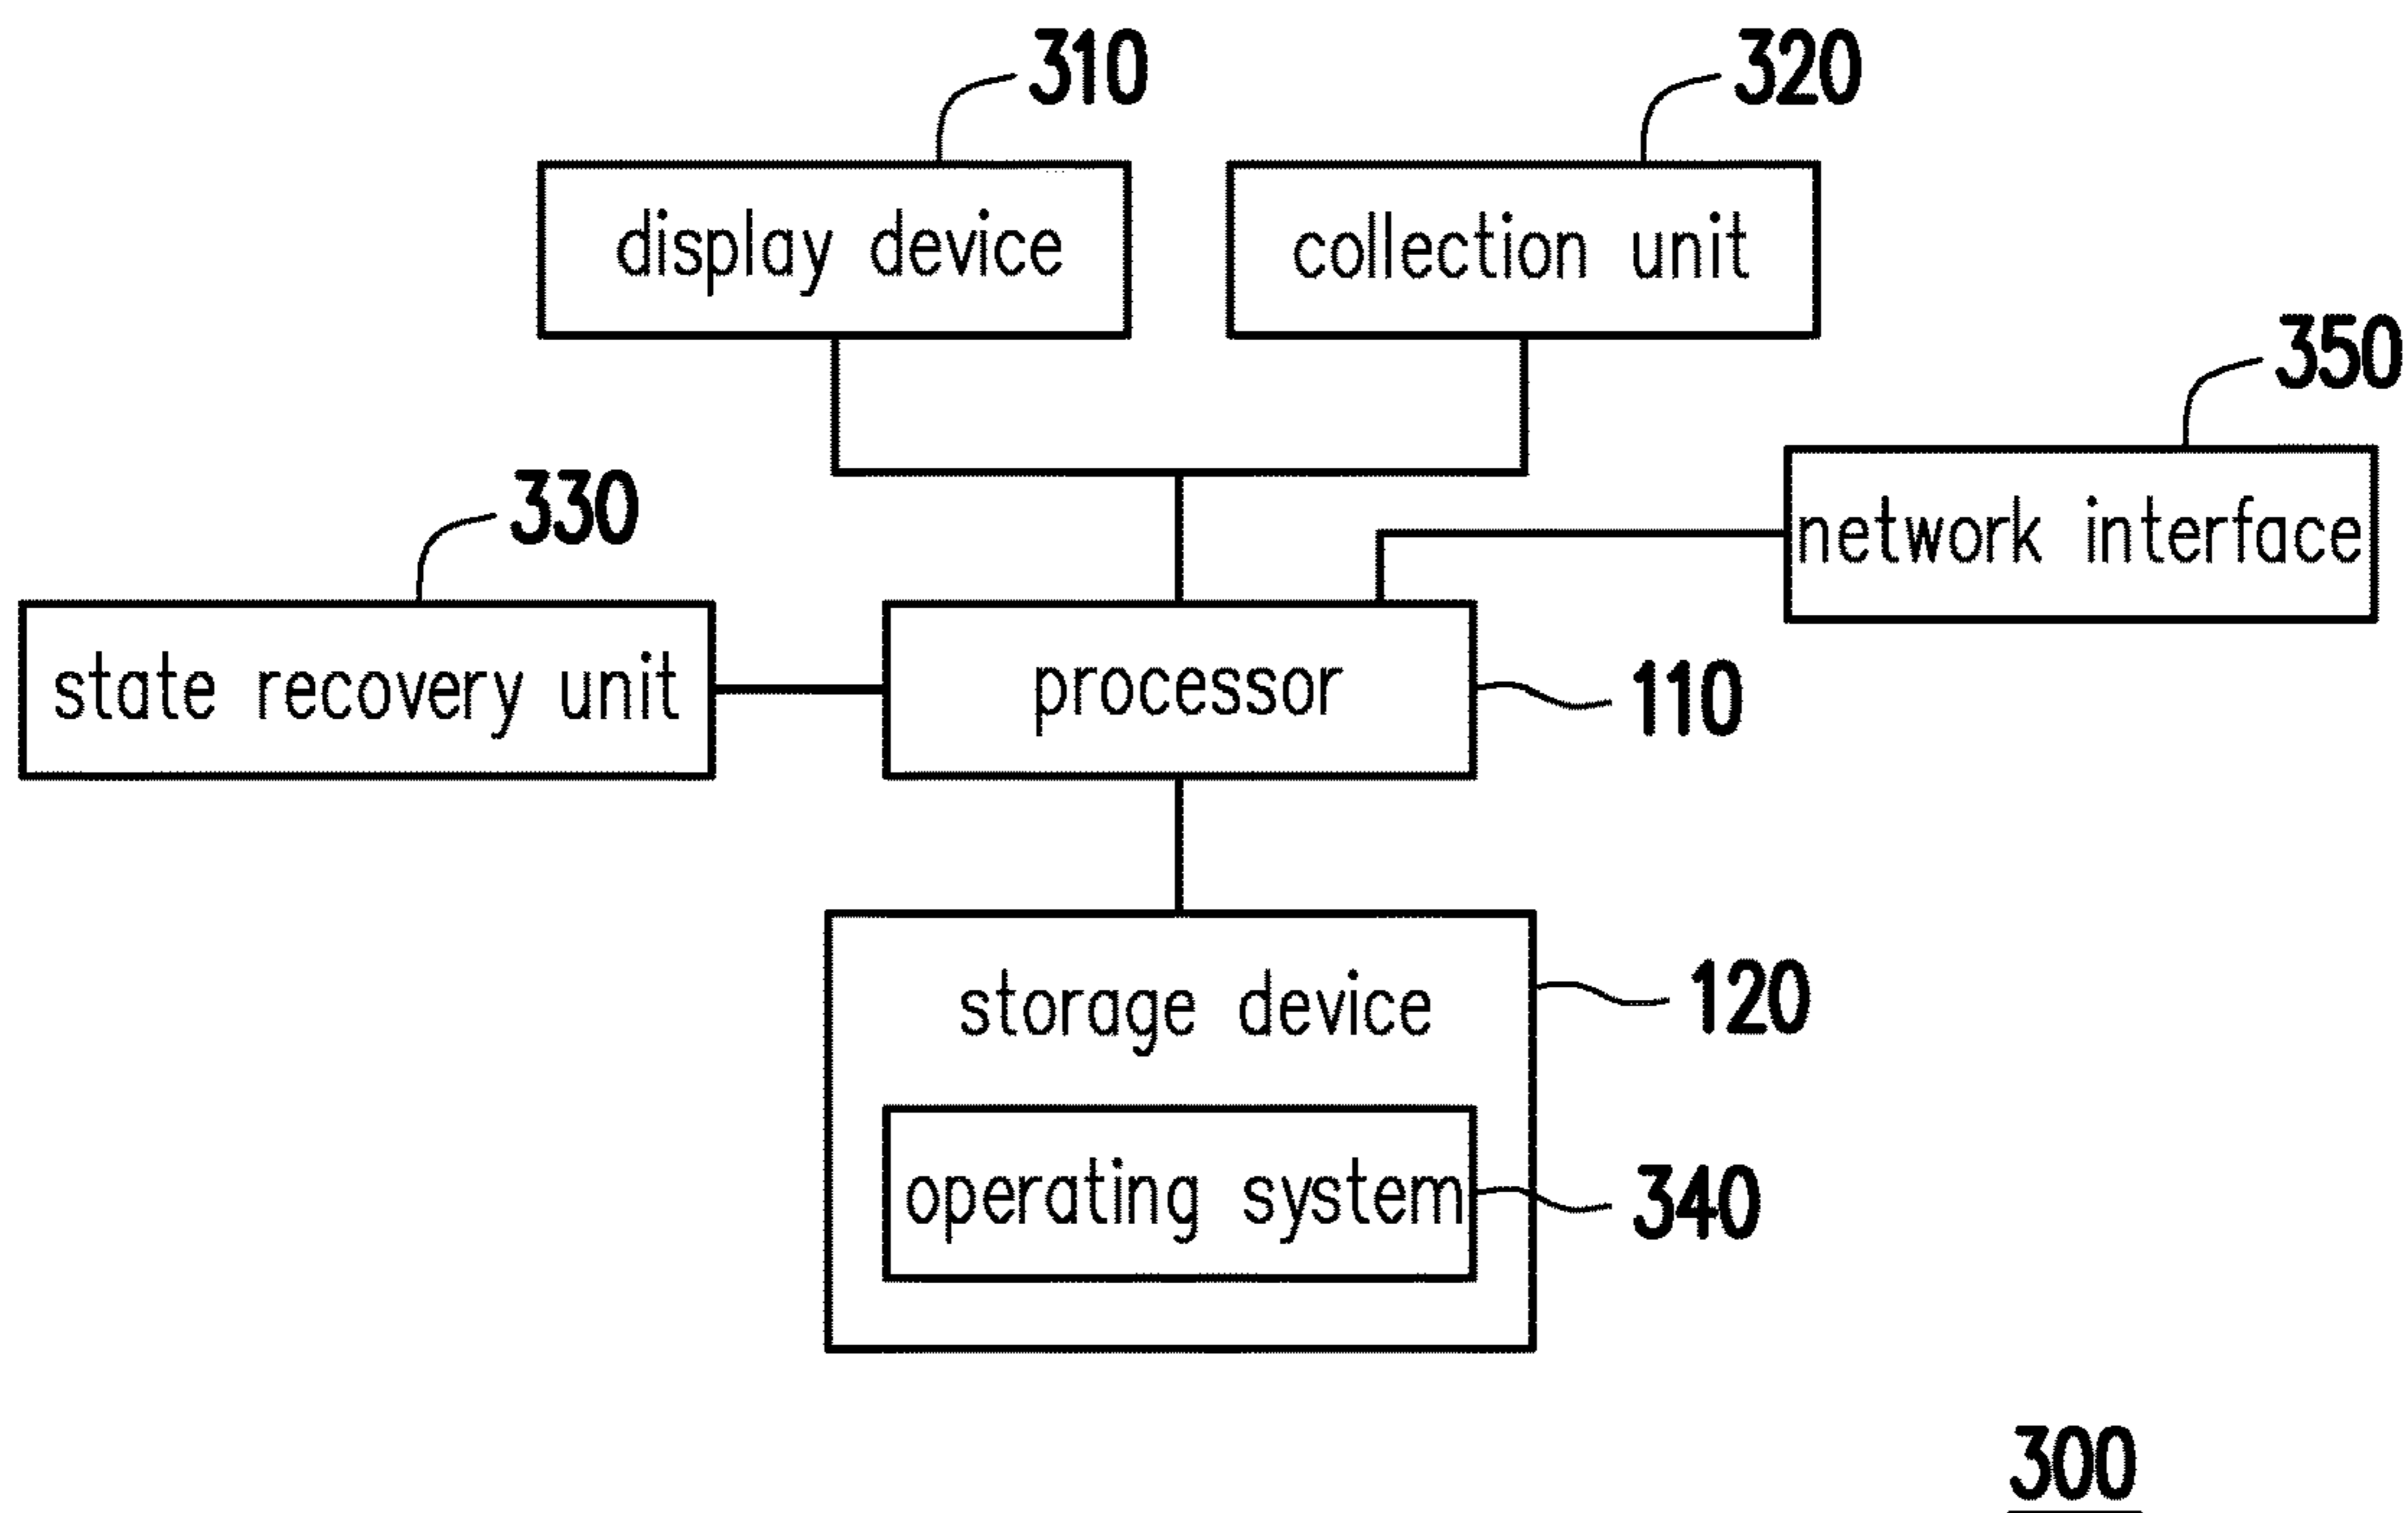 310
320
display device
collection unit
350
network interface
330
state recovery unit
processor
110
storage device
120
operating system
340
300